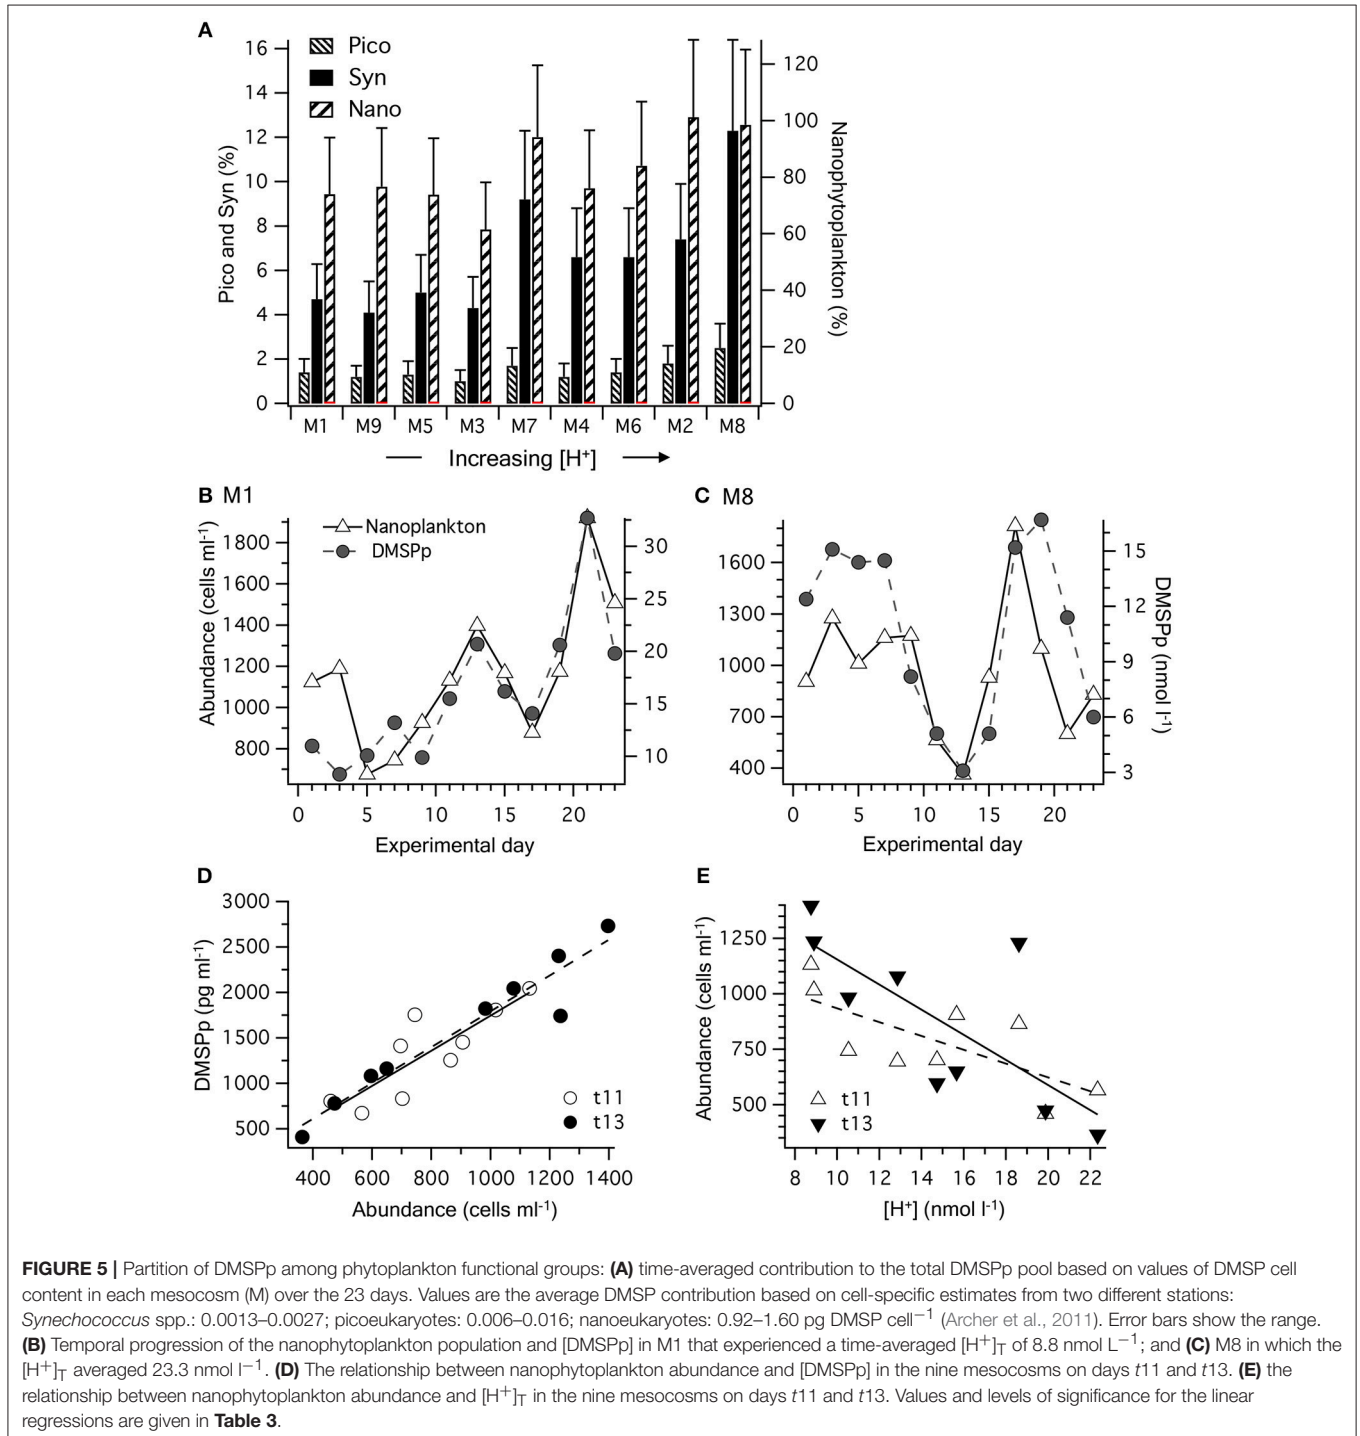 A
Pico
Syn
Nano
Pico and Syn (%)
16
14
12
10
8
6
4
2
0
Nanophytoplankton (%)
120
100
80
60
40
20
0
M1 M9 M5 M3 M7 M4 M6 M2 M8
Increasing [H⁺]
B M1
Nanoplankton
DMSPp
Abundance (cells ml⁻¹)
1800
1600
1400
1200
1000
800
30
25
20
15
10
0 5 10 15 20
Experimental day
C M8
1600
1300
1000
700
400
15
12
9
6
3
DMSPp (nmol l⁻¹)
0 5 10 15 20
Experimental day
D
DMSPp (pg ml⁻¹)
3000
2500
2000
1500
1000
500
t11
t13
400 600 800 1000 1200 1400
Abundance (cells ml⁻¹)
E
Abundance (cells ml⁻¹)
1250
1000
750
500
t11
t13
8 10 12 14 16 18 20 22
[H⁺] (nmol l⁻¹)
FIGURE 5 | Partition of DMSPp among phytoplankton functional groups: (A) time-averaged contribution to the total DMSPp pool based on values of DMSP cell
content in each mesocosm (M) over the 23 days. Values are the average DMSP contribution based on cell-specific estimates from two different stations:
Synechococcus spp.: 0.0013–0.0027; picoeukaryotes: 0.006–0.016; nanoeukaryotes: 0.92–1.60 pg DMSP cell⁻¹ (Archer et al., 2011). Error bars show the range.
(B) Temporal progression of the nanophytoplankton population and [DMSPp] in M1 that experienced a time-averaged [H⁺]T of 8.8 nmol L⁻¹; and (C) M8 in which the
[H⁺]T averaged 23.3 nmol l⁻¹. (D) The relationship between nanophytoplankton abundance and [DMSPp] in the nine mesocosms on days t11 and t13. (E) the
relationship between nanophytoplankton abundance and [H⁺]T in the nine mesocosms on days t11 and t13. Values and levels of significance for the linear
regressions are given in Table 3.